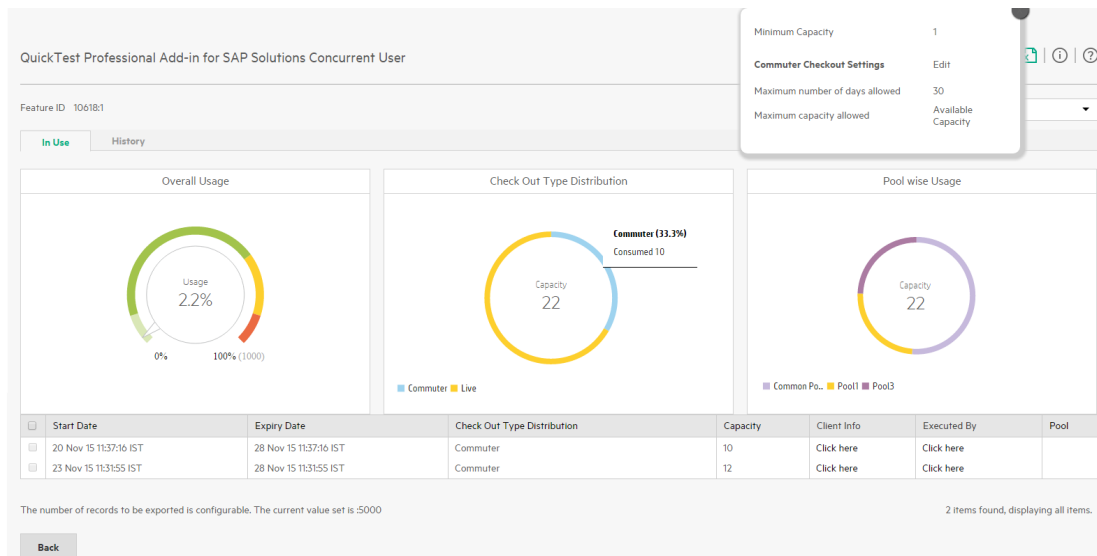 Minimum Capacity 1
QuickTest Professional Add-in for SAP Solutions Concurrent User
Commuter Checkout Settings Edit
Maximum number of days allowed 30
Maximum capacity allowed Available
Capacity
Feature ID 10618:1
In Use History
Overall Usage
Usage
2.2%
0% 100% (1000)
Check Out Type Distribution
Commuter (33.3%)
Consumed 10
Capacity
22
Commuter Live
Pool wise Usage
Capacity
22
Common Po.. Pool1 Pool3
Start Date Expiry Date Check Out Type Distribution Capacity Client Info Executed By Pool
20 Nov 15 11:37:16 IST 28 Nov 15 11:37:16 IST Commuter 10 Click here Click here
23 Nov 15 11:31:55 IST 28 Nov 15 11:31:55 IST Commuter 12 Click here Click here
The number of records to be exported is configurable. The current value set is :5000 2 items found, displaying all items.
Back